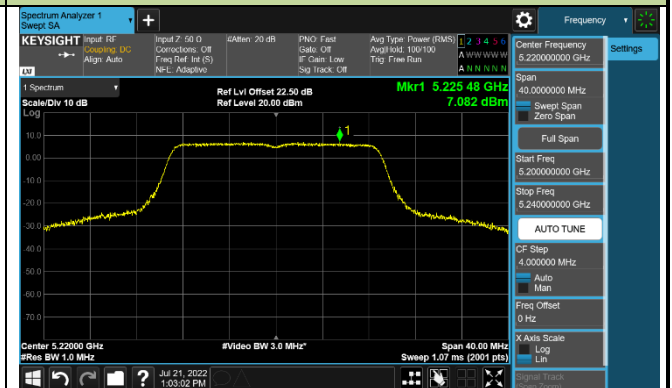 Spectrum Analyzer 1
Swept SA
+
Frequency
KEYSIGHT
Input: RF
Coupling: DC
Align: Auto
Input Z: 50 Ω
Corrections: Off
Freq Ref: Int (S)
NFE: Adaptive
#Atten: 20 dB
PNO: Fast
Gate: Off
IF Gain: Low
Sig Track: Off
Avg Type: Power (RMS)
Avg|Hold: 100/100
Trig: Free Run
1 2 3 4 5 6
A W W W W W
A N N N N N
LXI
1 Spectrum
Scale/Div 10 dB
Ref Lvl Offset 22.50 dB
Ref Level 20.00 dBm
Mkr1 5.225 48 GHz
7.082 dBm
Log
10.0
0.00
-10.0
-20.0
-30.0
-40.0
-50.0
-60.0
-70.0
1
Center 5.22000 GHz
#Res BW 1.0 MHz
#Video BW 3.0 MHz*
Span 40.00 MHz
Sweep 1.07 ms (2001 pts)
?
Jul 21, 2022
1:03:02 PM
Center Frequency
5.220000000 GHz
Settings
Span
40.0000000 MHz
Swept Span
Zero Span
Full Span
Start Freq
5.200000000 GHz
Stop Freq
5.240000000 GHz
AUTO TUNE
CF Step
4.000000 MHz
Auto
Man
Freq Offset
0 Hz
X Axis Scale
Log
Lin
Signal Track
(Span Zoom)